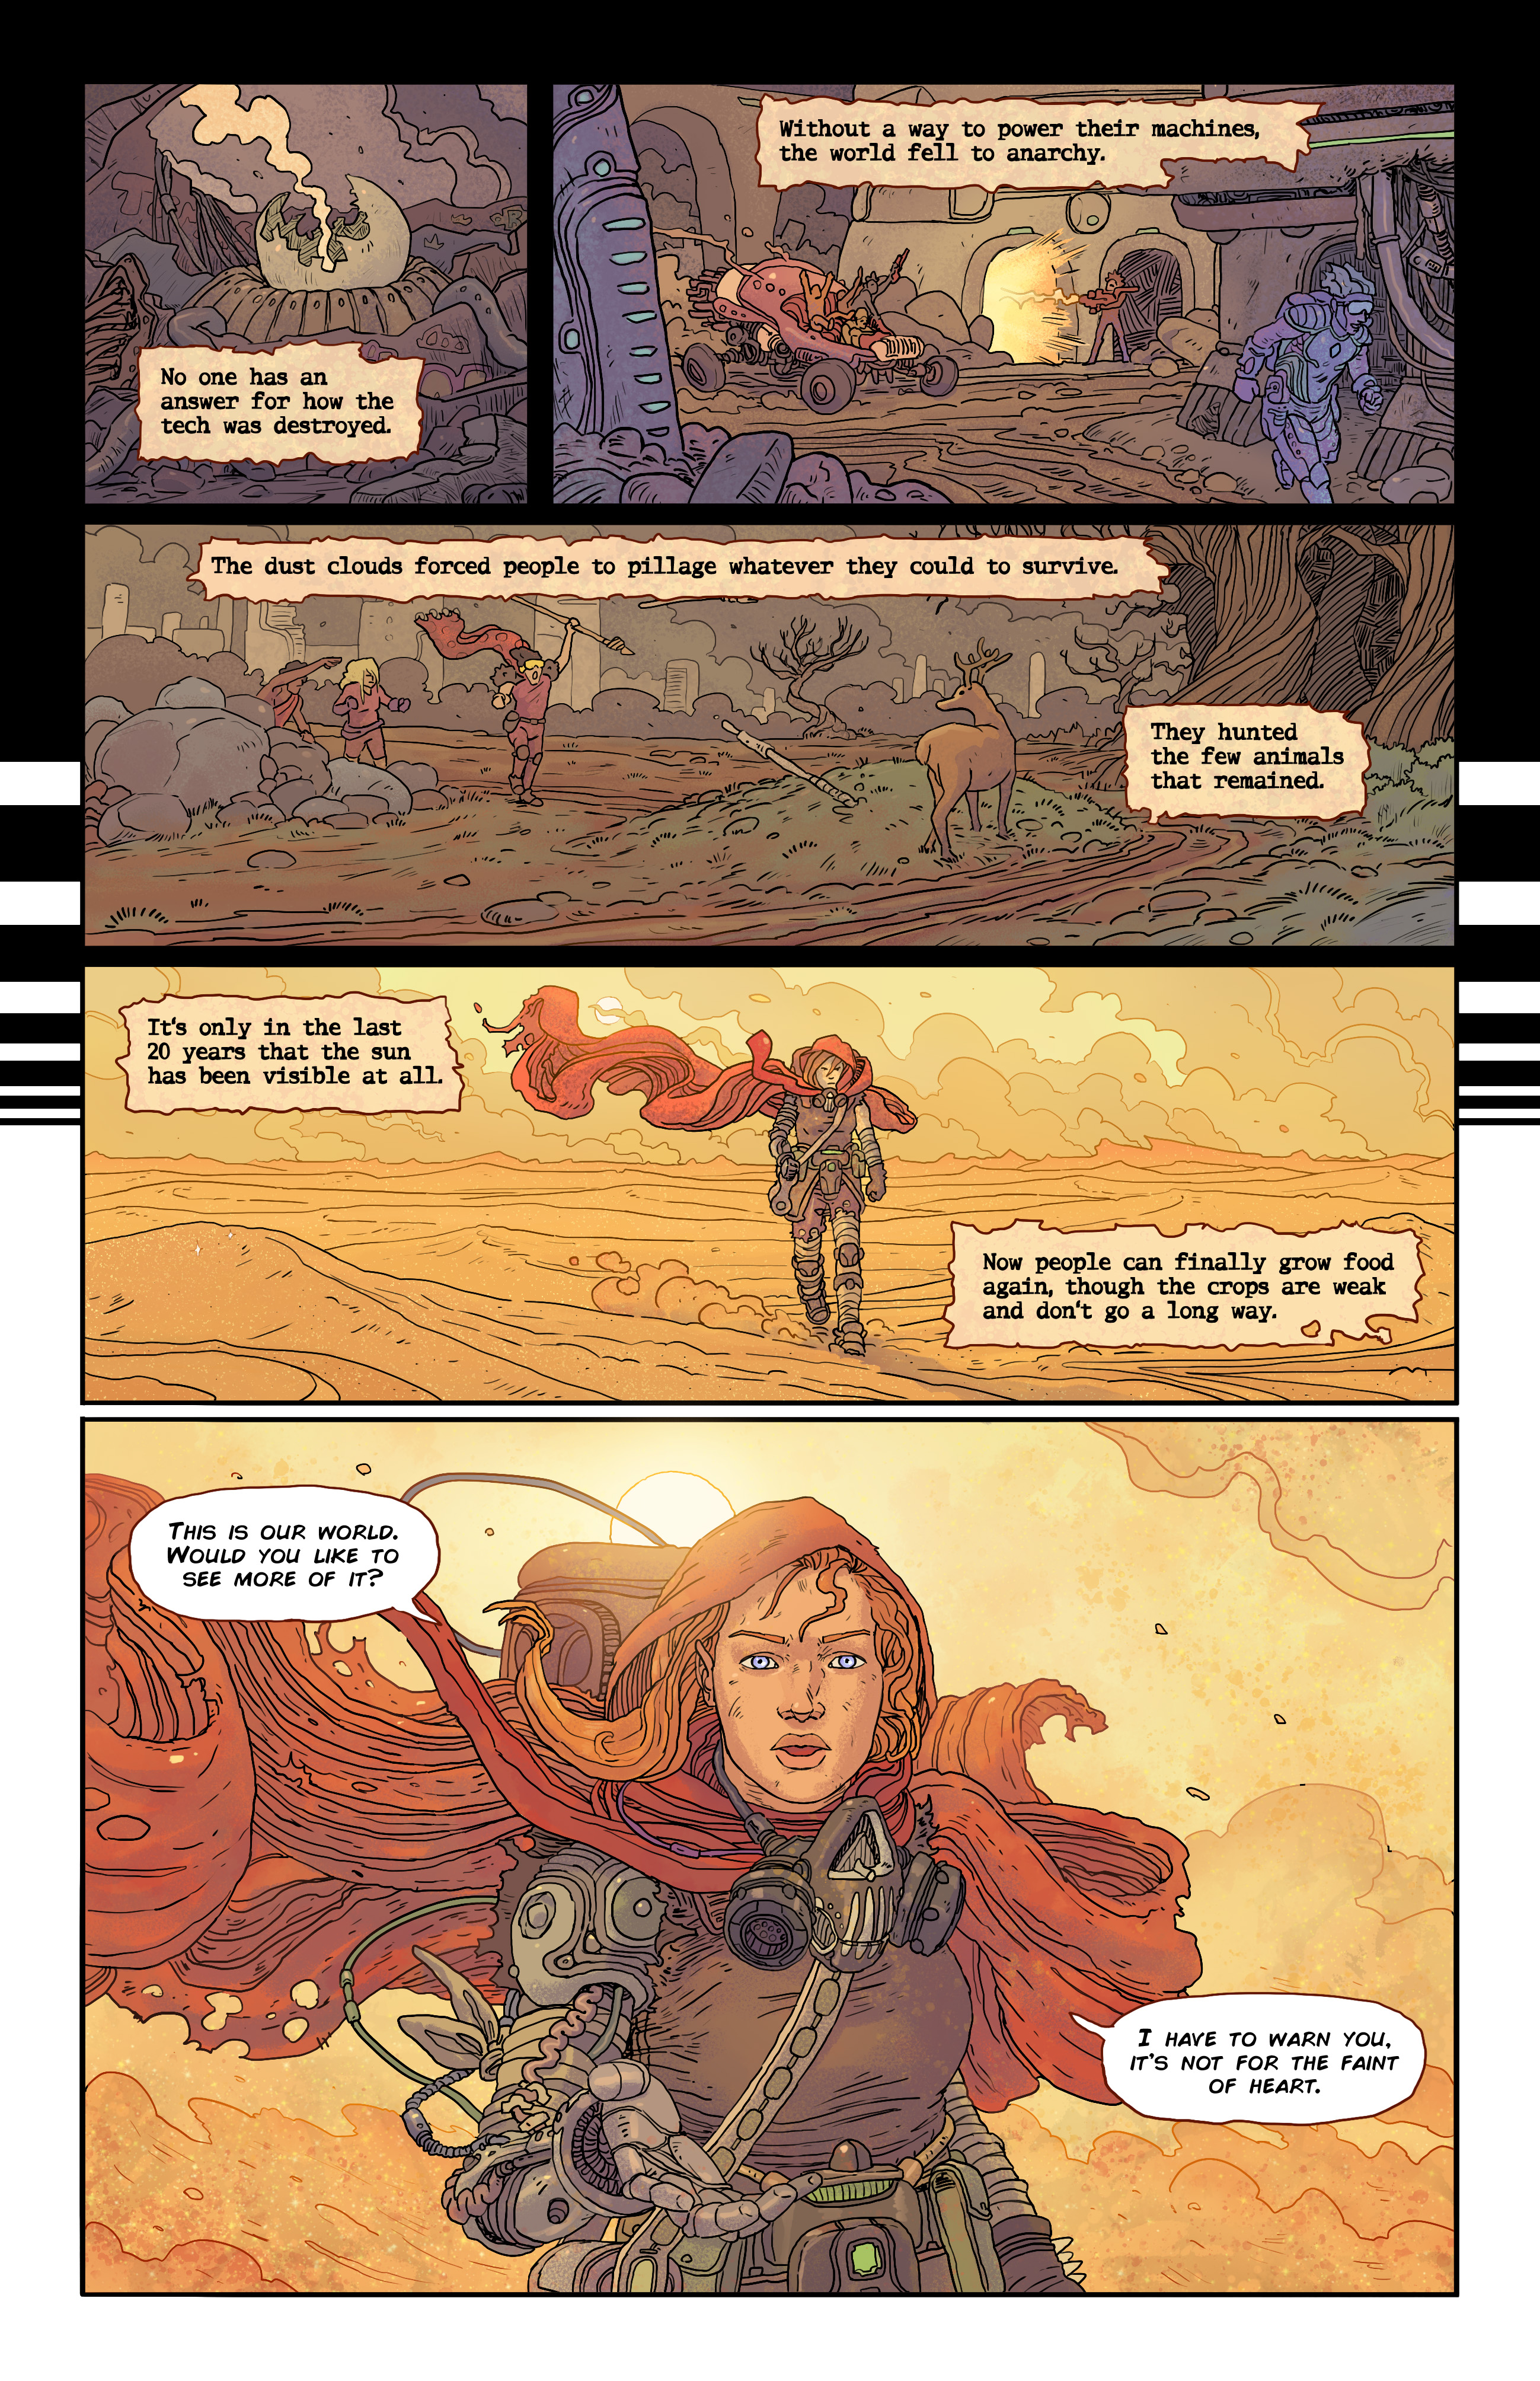 No one has an
answer for how the
tech was destroyed.
Without a way to power their machines,
the world fell to anarchy.
The dust clouds forced people to pillage whatever they could to survive.
They hunted
the few animals
that remained.
It's only in the last
20 years that the sun
has been visible at all.
Now people can finally grow food
again, though the crops are weak
and don't go a long way.
THIS IS OUR WORLD.
WOULD YOU LIKE TO
SEE MORE OF IT?
I HAVE TO WARN YOU,
IT'S NOT FOR THE FAINT
OF HEART.